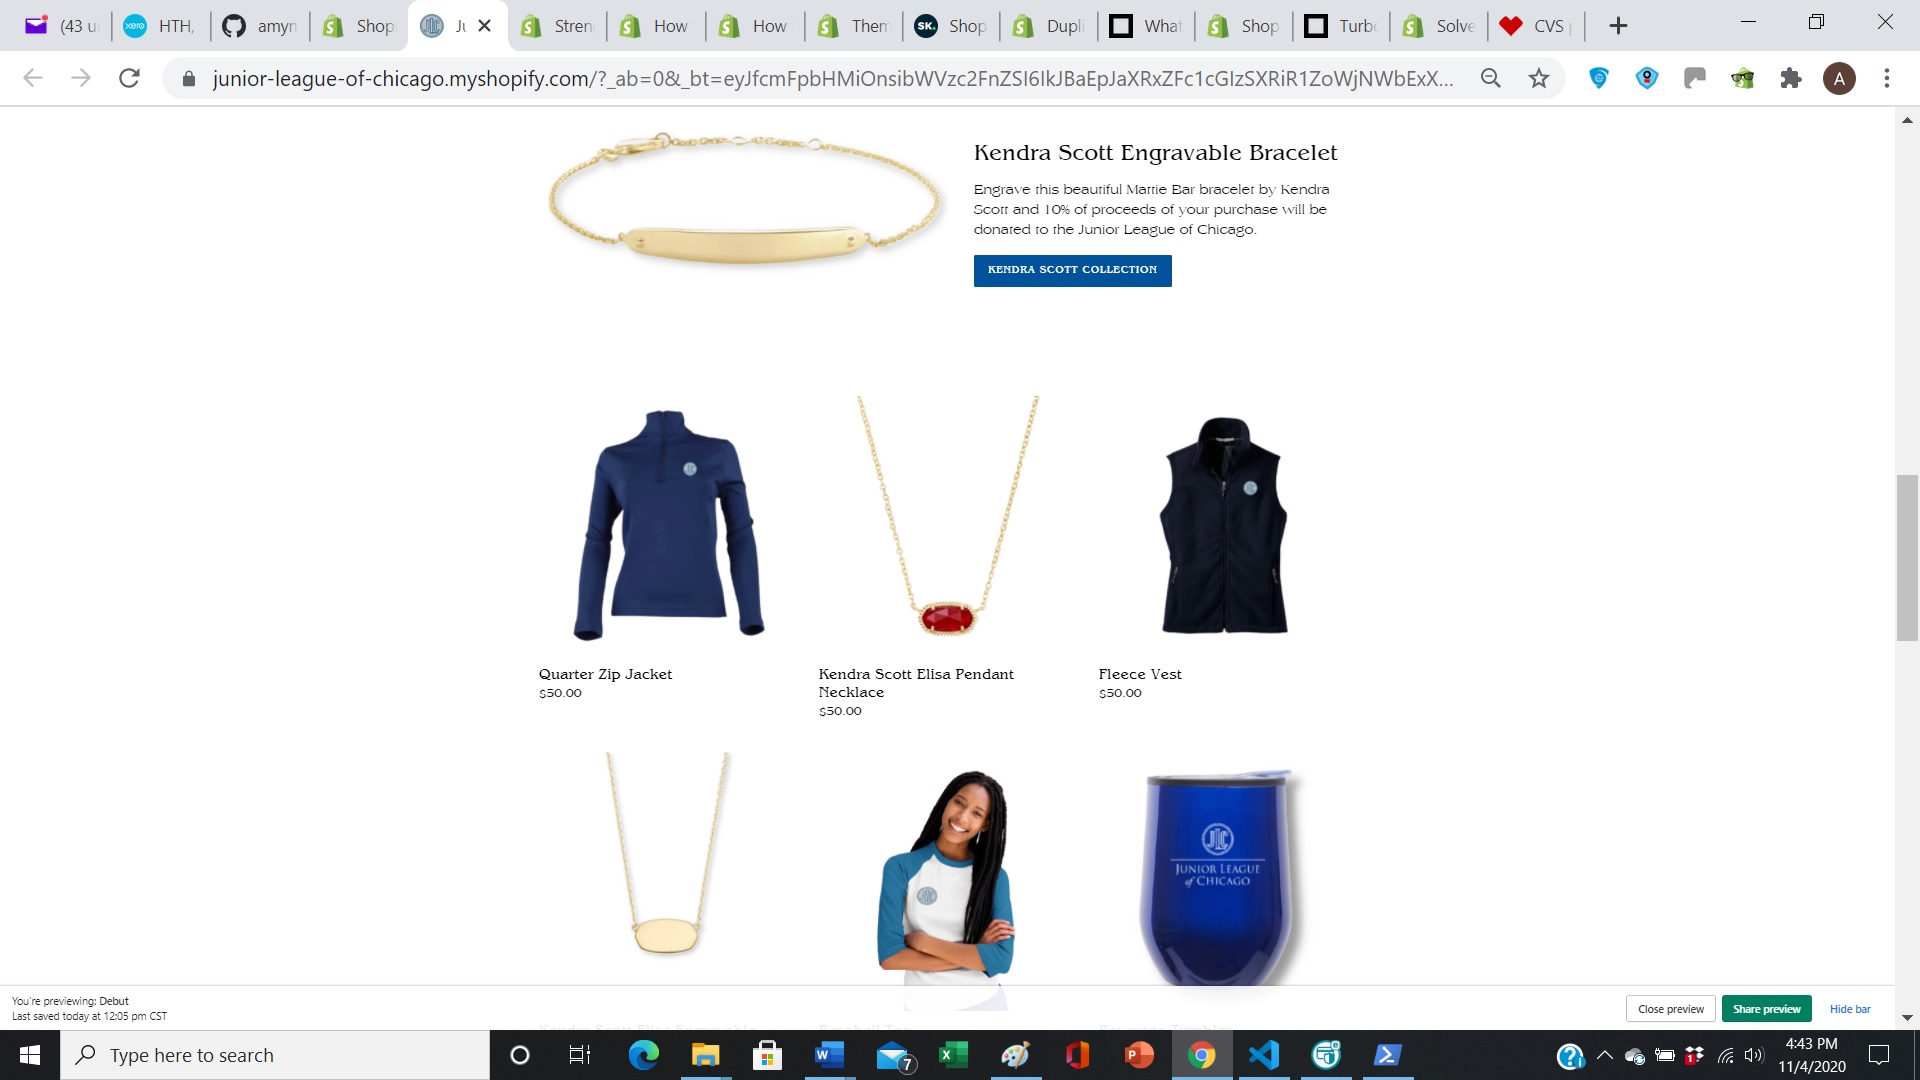 (43 u
HTH,
amyn
Shop
Ju
Stren
How
How
Them
Shop
Dupli
What
Shop
Turbo
Solve
CVS
junior-league-of-chicago.myshopify.com/?_ab=0&_bt=eyJfcmFpbHMiOnsibWVzc2FnZSI6IkJBaEpJaXRxZFc1cGIzSXRiR1ZoWjNWbExX...
A
Kendra Scott Engravable Bracelet
Engrave this beautiful Mattie Bar bracelet by Kendra
Scott and 10% of proceeds of your purchase will be
donated to the Junior League of Chicago.
KENDRA SCOTT COLLECTION
Quarter Zip Jacket
$50.00
Kendra Scott Elisa Pendant
Necklace
$50.00
Fleece Vest
$50.00
JLC
JUNIOR LEAGUE
of CHICAGO
You're previewing: Debut
Last saved today at 12:05 pm CST
Close preview
Share preview
Hide bar
Type here to search
7
1
4:43 PM
11/4/2020